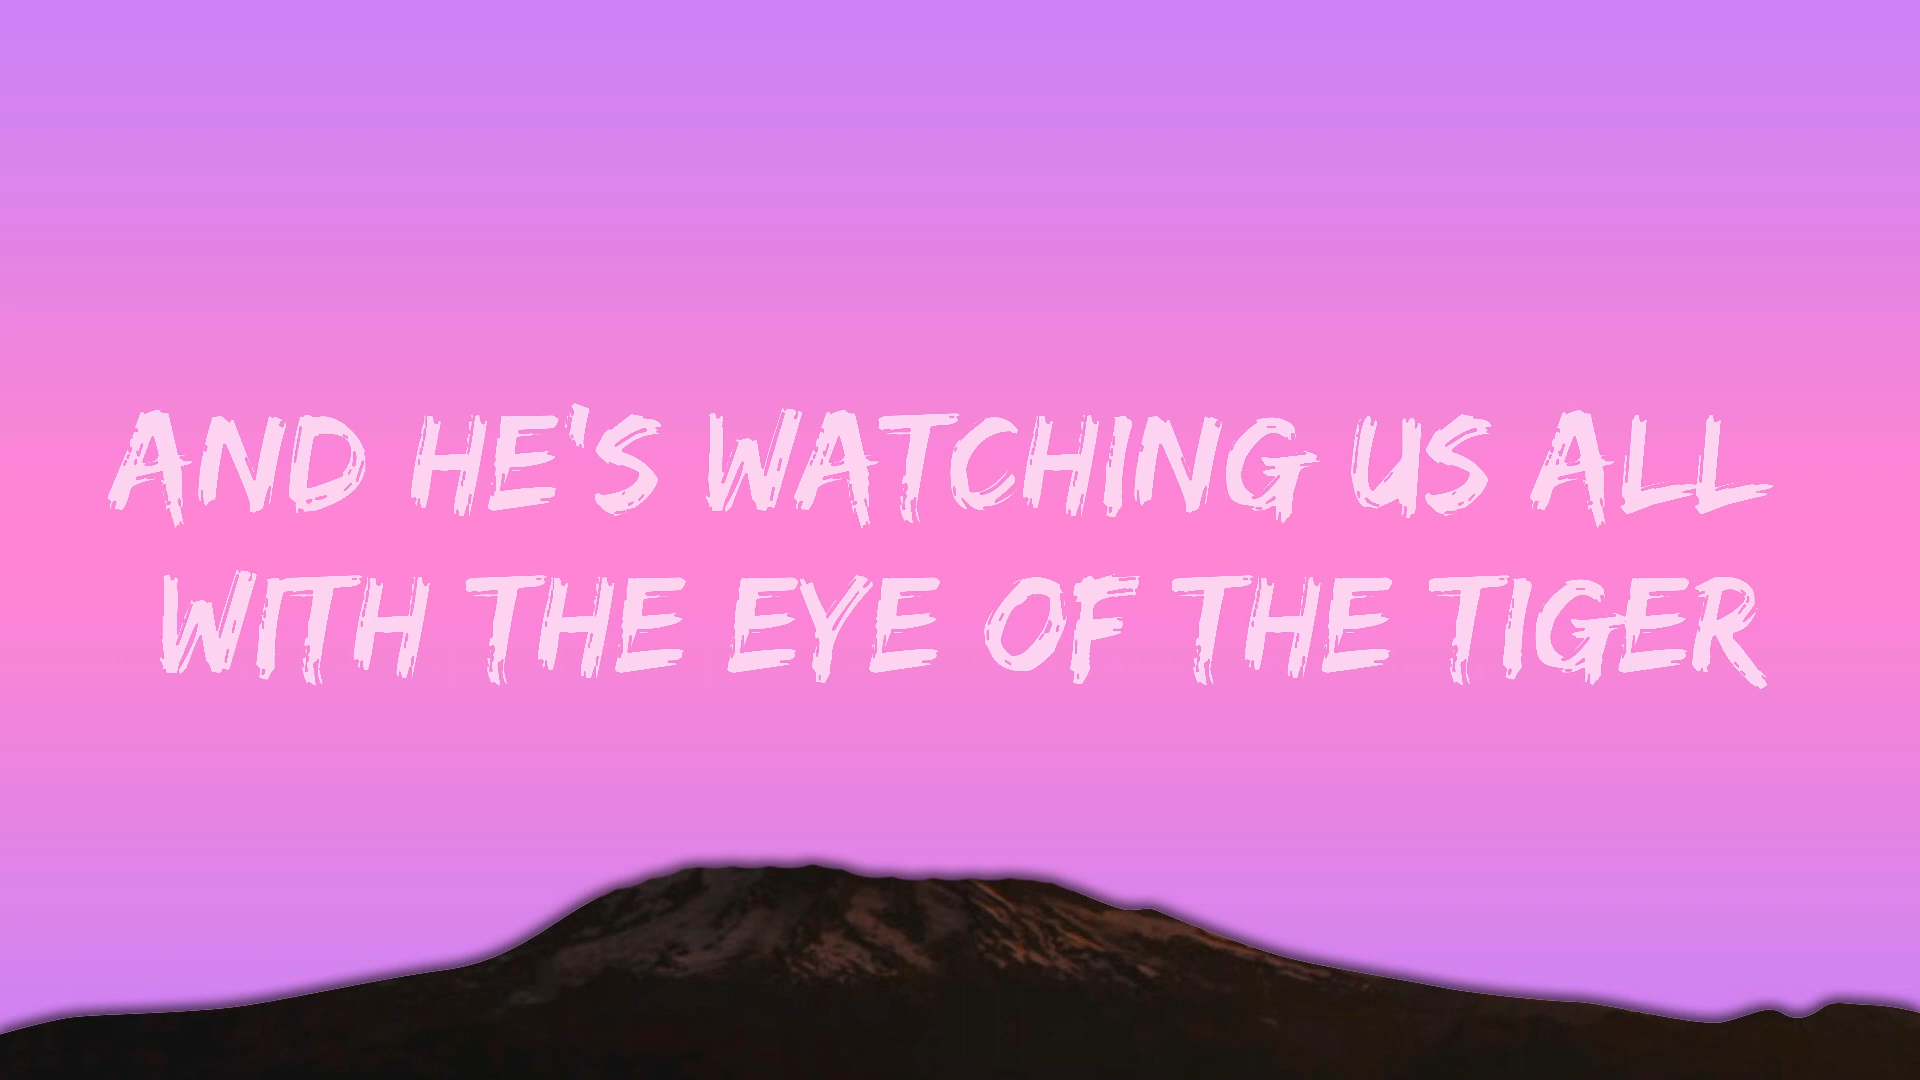 AND HE'S WATCHING US ALL
WITH THE EYE OF THE TIGER